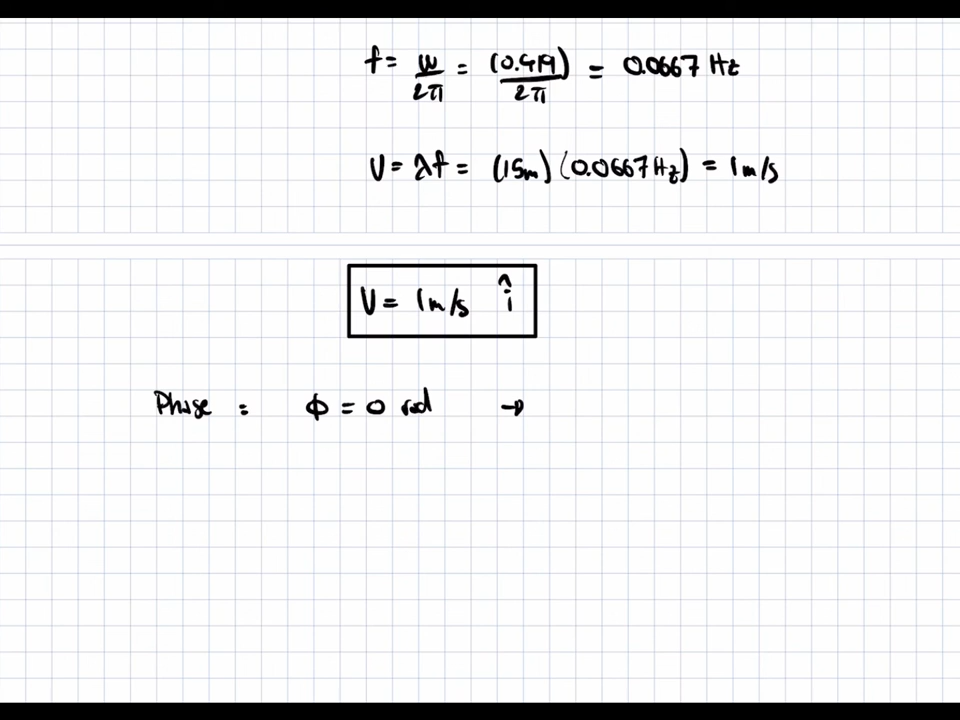 f = ω/2π = (0.419)/2π = 0.0667 Hz
V = λf = (15m) (0.0667 Hz) = 1 m/s
V = 1 m/s î
Phase : ϕ = 0 rad →